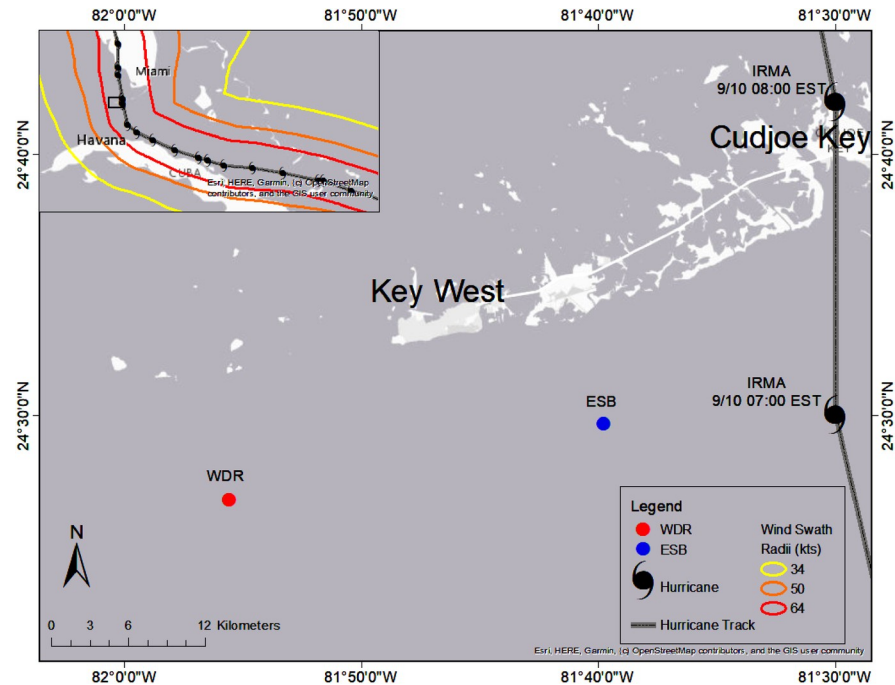 82°0'0"W 81°50'0"W 81°40'0"W 81°30'0"W
Miami
Havana
CUBA
Esri, HERE, Garmin, (c) OpenStreetMap
contributors, and the GIS user community
IRMA
9/10 08:00 EST
Cudjoe Key
24°40'0"N
24°40'0"N
Key West
IRMA
9/10 07:00 EST
ESB
24°30'0"N
24°30'0"N
WDR
N
0 3 6 12 Kilometers
Legend
WDR
ESB
Hurricane
Hurricane Track
Wind Swath
Radii (kts)
34
50
64
Esri, HERE, Garmin, (c) OpenStreetMap contributors, and the GIS user community
82°0'0"W 81°50'0"W 81°40'0"W 81°30'0"W